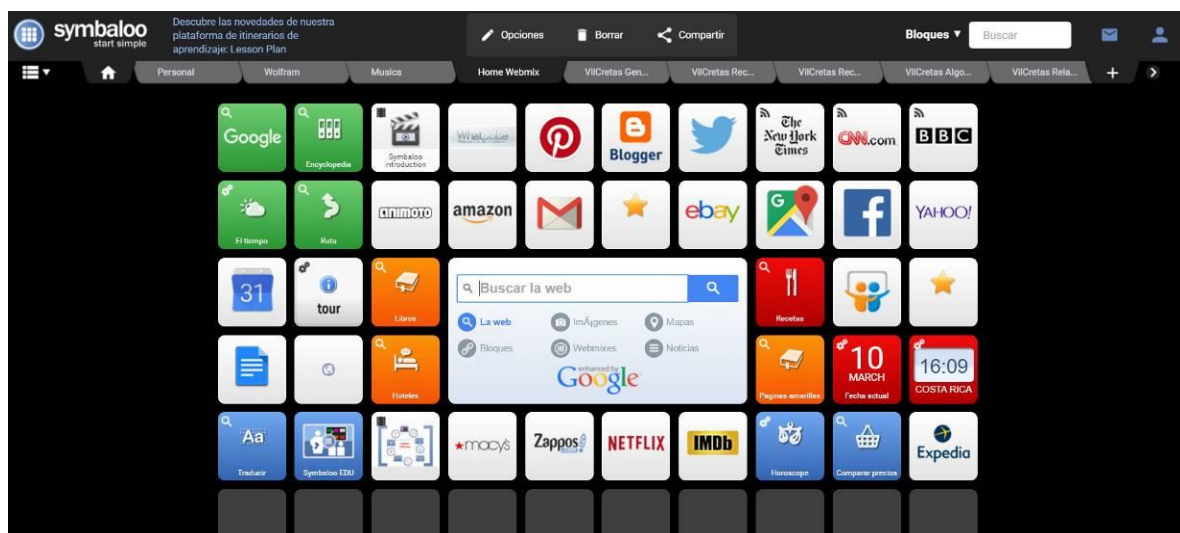 symbaloo
start simple
Descubre las novedades de nuestra
plataforma de itinerarios de
aprendizaje: Lesson Plan
Opciones Borrar Compartir
Bloques ▼ Buscar
Personal Wolfram Musica Home Webmix VilCretas Gen... VilCretas Rec... VilCretas Rec... VilCretas Algo... VilCretas Rela... +
Google
Encyclopedia
Symbaloo
introduction
Blogger
The
New York
Times
CNN.com
BBC
El tiempo
Ruta
animoto
amazon
ebay
G
YAHOO!
31
tour
Libros
Buscar la web
La web ImÃ¡genes Mapas
Bloques Webmixes Noticias
enhanced by
Google
Recetas
Hoteles
Paginas amarillas
10
MARCH
Fecha actual
16:09
COSTA RICA
Aa
Traducir
Symbaloo EDU
macy's
Zappos
NETFLIX
IMDb
Horoscope
Comparar precios
Expedia